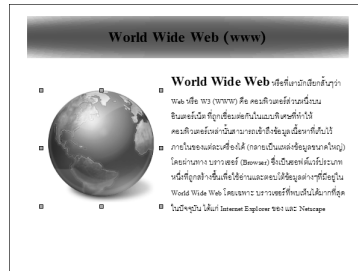 World Wide Web (www)
World Wide Web หรือที่เรามักเรียกสั้นๆว่า
Web หรือ W3 (WWW) คือ คอมพิวเตอร์ส่วนหนึ่งบน
อินเตอร์เน็ต ที่ถูกเชื่อมต่อกันในแบบพิเศษที่ทำให้
คอมพิวเตอร์เหล่านั้นสามารถเข้าถึงข้อมูลเนื้อหาที่เก็บไว้
ภายในของแต่ละเครื่องได้ (กลายเป็นแหล่งข้อมูลขนาดใหญ่)
โดยผ่านทาง บราวเซอร์ (Browser) ซึ่งเป็นซอฟต์แวร์ประเภท
หนึ่งที่ถูกสร้างขึ้นเพื่อใช้อ่านและตอบโต้ข้อมูลต่างๆที่มีอยู่ใน
World Wide Web โดยเฉพาะ บราวเซอร์ที่พบเห็นได้มากที่สุด
ในปัจจุบัน ได้แก่ Internet Explorer ของ และ Netscape